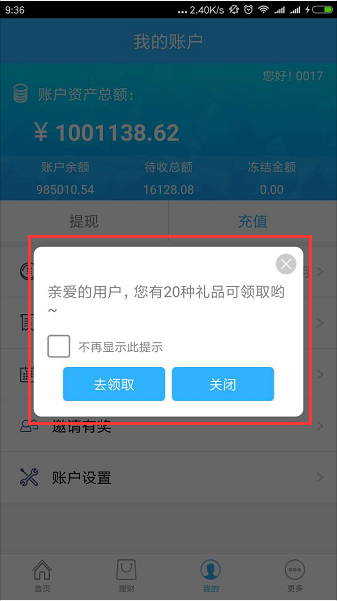 9:36
...2.40K/s
我的账户
您好! 0017
账户资产总额:
¥ 1001138.62
账户余额
待收总额
冻结金额
985010.54
16128.08
0.00
提现
充值
亲爱的用户, 您有20种礼品可领取哟
~
不再显示此提示
去领取
关闭
邀请有奖
账户设置
首页
理财
我的
更多